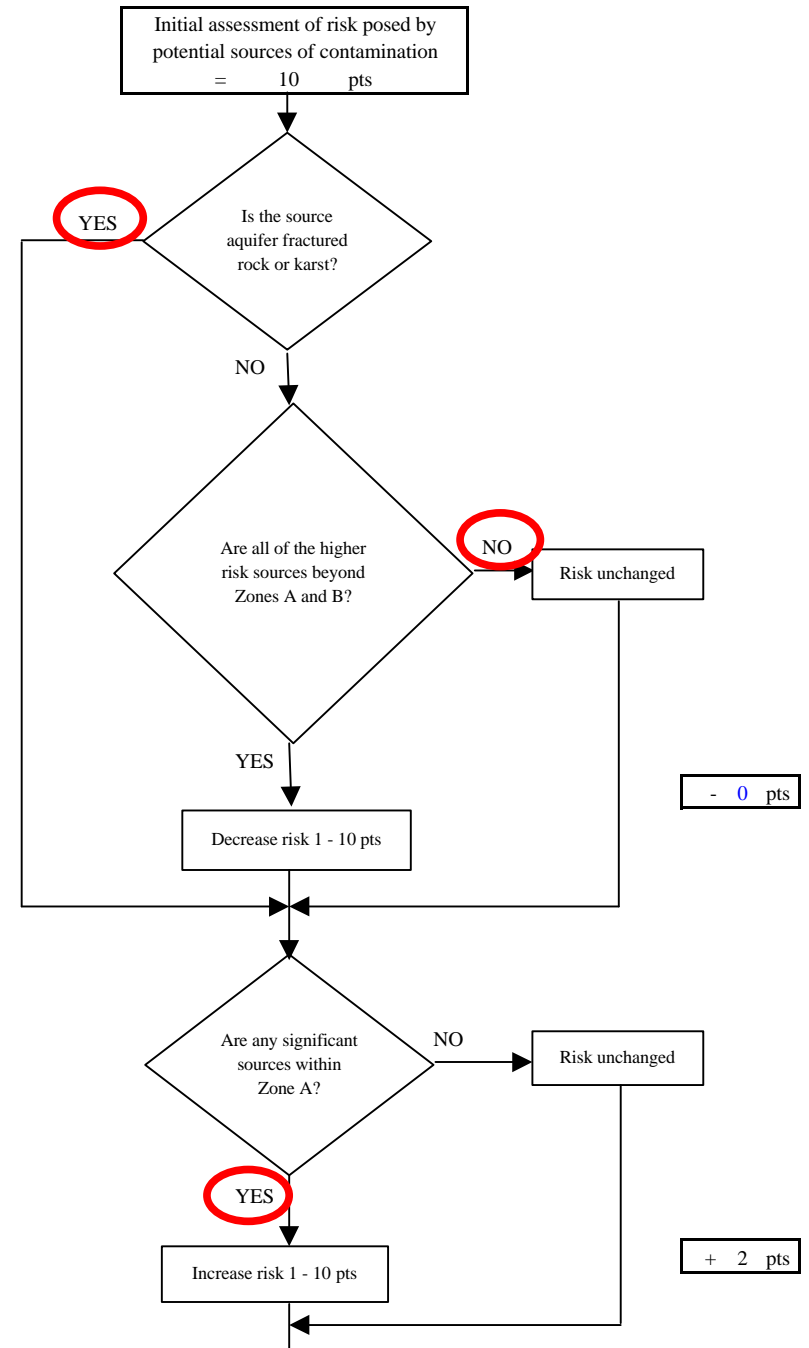 Initial assessment of risk posed by
potential sources of contamination
= 10 pts
YES
Is the source
aquifer fractured
rock or karst?
NO
Are all of the higher
risk sources beyond
Zones A and B?
NO
Risk unchanged
YES
- 0 pts
Decrease risk 1 - 10 pts
Are any significant
sources within
Zone A?
NO
Risk unchanged
YES
+ 2 pts
Increase risk 1 - 10 pts